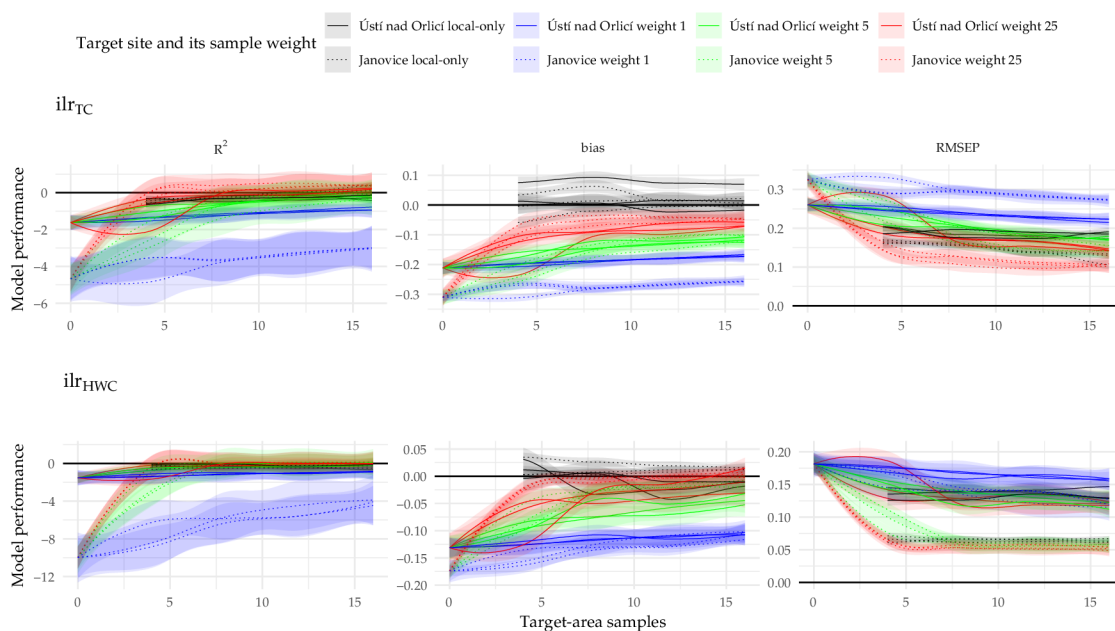 Target site and its sample weight
Ústí nad Orlicí local-only
Ústí nad Orlicí weight 1
Ústí nad Orlicí weight 5
Ústí nad Orlicí weight 25
Janovice local-only
Janovice weight 1
Janovice weight 5
Janovice weight 25
ilrTC
R²
bias
RMSEP
Model performance
0
−2
−4
−6
0 5 10 15
0.1
0.0
−0.1
−0.2
−0.3
0 5 10 15
0.3
0.2
0.1
0.0
0 5 10 15
ilrHWC
Model performance
0
−4
−8
−12
0 5 10 15
0.05
0.00
−0.05
−0.10
−0.15
−0.20
0 5 10 15
0.20
0.15
0.10
0.05
0.00
0 5 10 15
Target-area samples